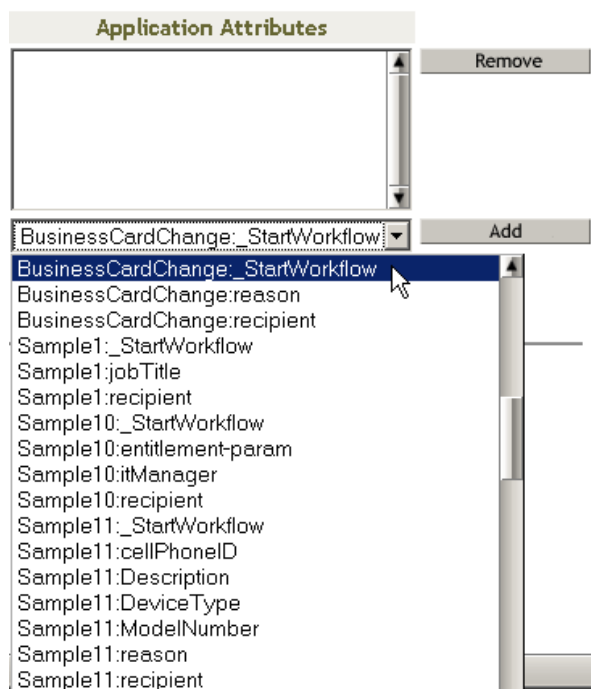 Application Attributes
Remove
BusinessCardChange:_StartWorkflow
Add
BusinessCardChange:_StartWorkflow
BusinessCardChange:reason
BusinessCardChange:recipient
Sample1:_StartWorkflow
Sample1:jobTitle
Sample1:recipient
Sample10:_StartWorkflow
Sample10:entitlement-param
Sample10:itManager
Sample10:recipient
Sample11:_StartWorkflow
Sample11:cellPhoneID
Sample11:Description
Sample11:DeviceType
Sample11:ModelNumber
Sample11:reason
Sample11:recipient